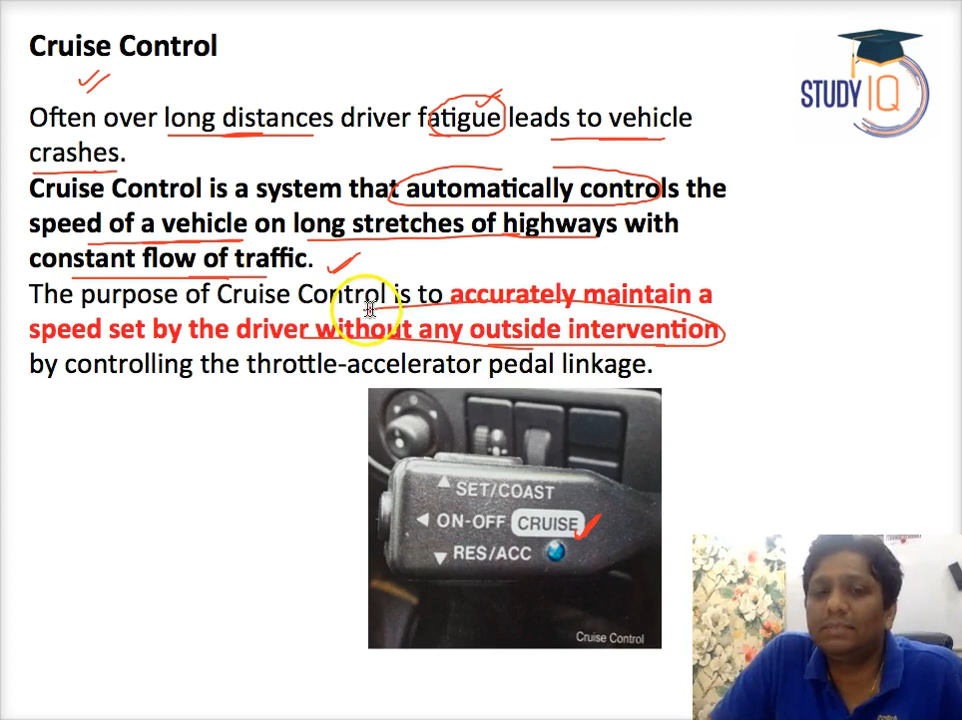 Cruise Control
STUDY IQ
Often over long distances driver fatigue leads to vehicle
crashes.
Cruise Control is a system that automatically controls the
speed of a vehicle on long stretches of highways with
constant flow of traffic.
The purpose of Cruise Control is to accurately maintain a
speed set by the driver without any outside intervention
by controlling the throttle-accelerator pedal linkage.
SET/COAST
ON-OFF CRUISE
RES/ACC
Cruise Control